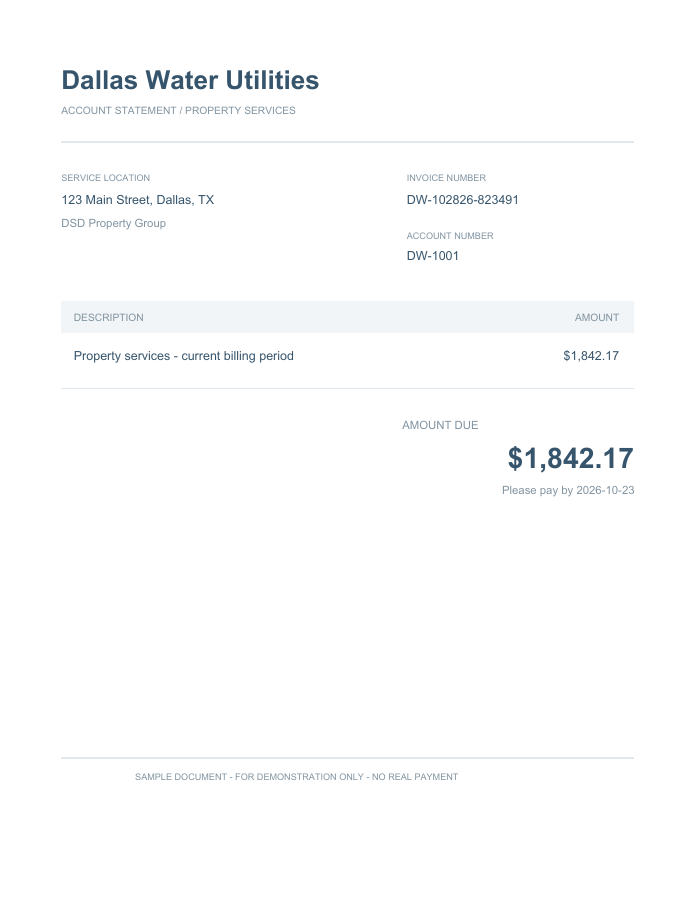 Dallas Water Utilities
ACCOUNT STATEMENT / PROPERTY SERVICES
SERVICE LOCATION
123 Main Street, Dallas, TX
DSD Property Group
INVOICE NUMBER
DW-102826-823491
ACCOUNT NUMBER
DW-1001
DESCRIPTION AMOUNT
Property services - current billing period $1,842.17
AMOUNT DUE
$1,842.17
Please pay by 2026-10-23
SAMPLE DOCUMENT - FOR DEMONSTRATION ONLY - NO REAL PAYMENT